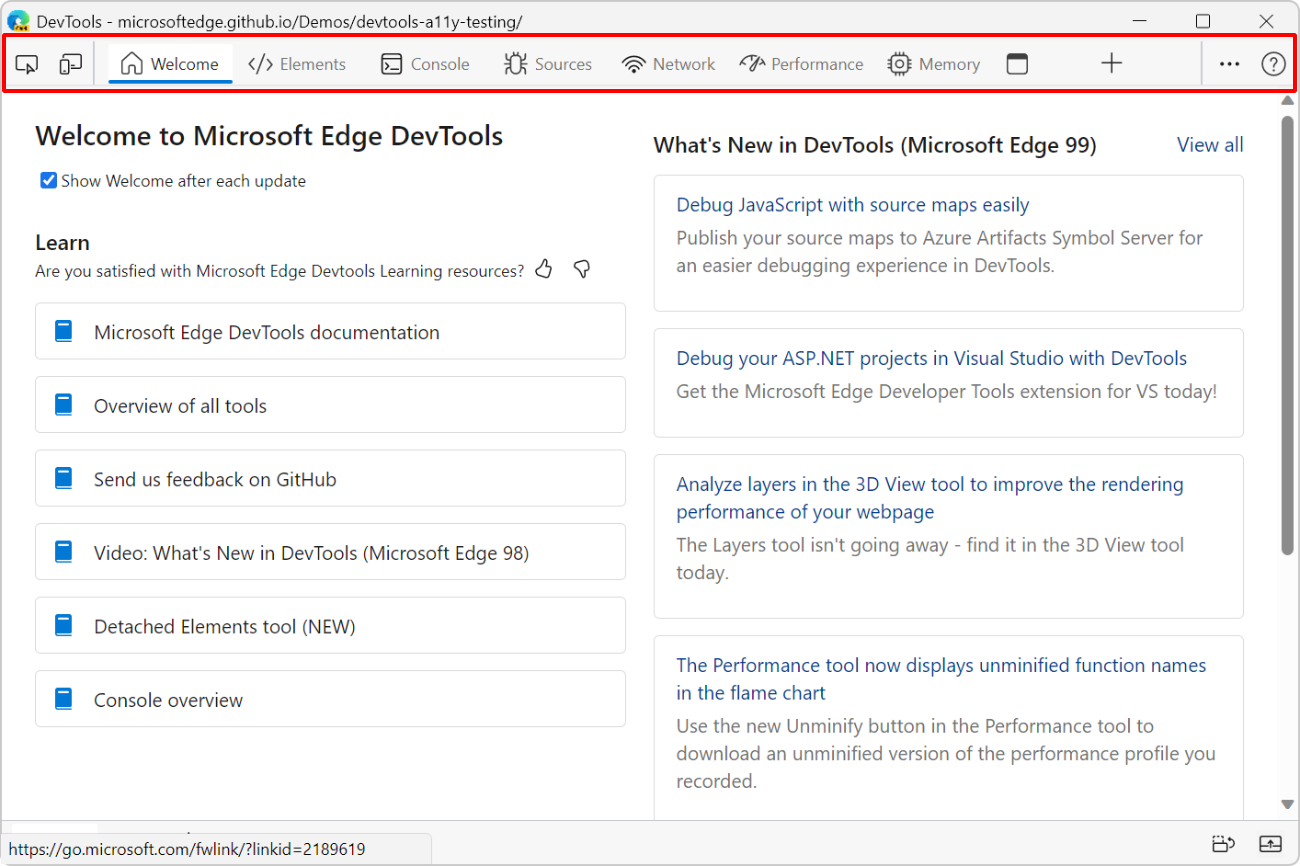 DevTools - microsoftedge.github.io/Demos/devtools-a11y-testing/
Welcome Elements Console Sources Network Performance Memory
Welcome to Microsoft Edge DevTools
Show Welcome after each update
Learn
Are you satisfied with Microsoft Edge Devtools Learning resources?
Microsoft Edge DevTools documentation
Overview of all tools
Send us feedback on GitHub
Video: What's New in DevTools (Microsoft Edge 98)
Detached Elements tool (NEW)
Console overview
What's New in DevTools (Microsoft Edge 99) View all
Debug JavaScript with source maps easily
Publish your source maps to Azure Artifacts Symbol Server for
an easier debugging experience in DevTools.
Debug your ASP.NET projects in Visual Studio with DevTools
Get the Microsoft Edge Developer Tools extension for VS today!
Analyze layers in the 3D View tool to improve the rendering
performance of your webpage
The Layers tool isn't going away - find it in the 3D View tool
today.
The Performance tool now displays unminified function names
in the flame chart
Use the new Unminify button in the Performance tool to
download an unminified version of the performance profile you
recorded.
https://go.microsoft.com/fwlink/?linkid=2189619